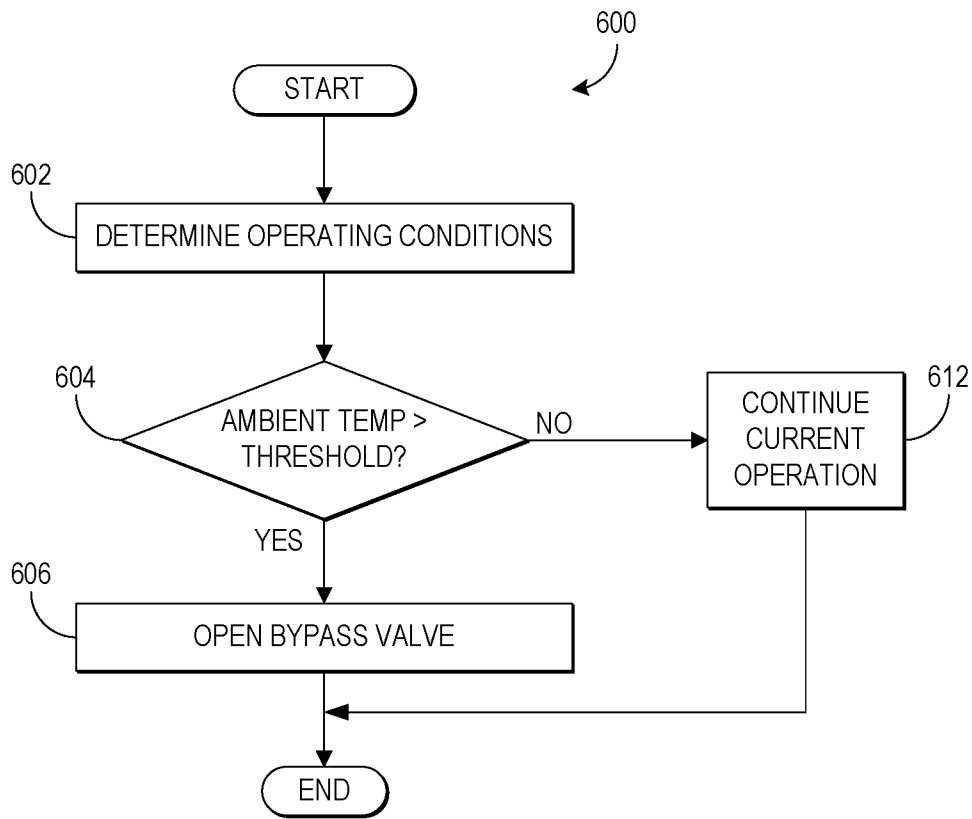 600
START
602
DETERMINE OPERATING CONDITIONS
604
AMBIENT TEMP >
THRESHOLD?
NO
CONTINUE
CURRENT
OPERATION
612
YES
606
OPEN BYPASS VALVE
END